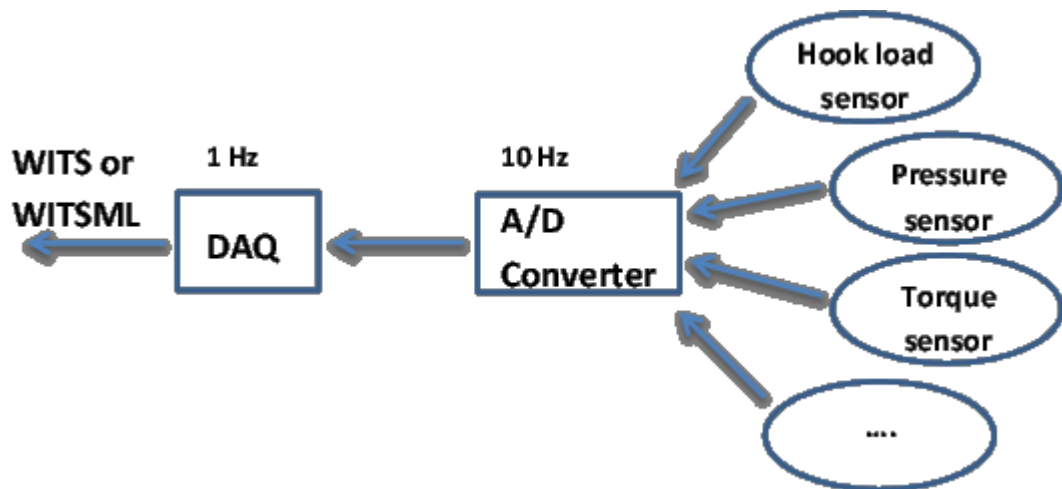 WITS or
WITSML
1 Hz
DAQ
10 Hz
A/D
Converter
Hook load
sensor
Pressure
sensor
Torque
sensor
....